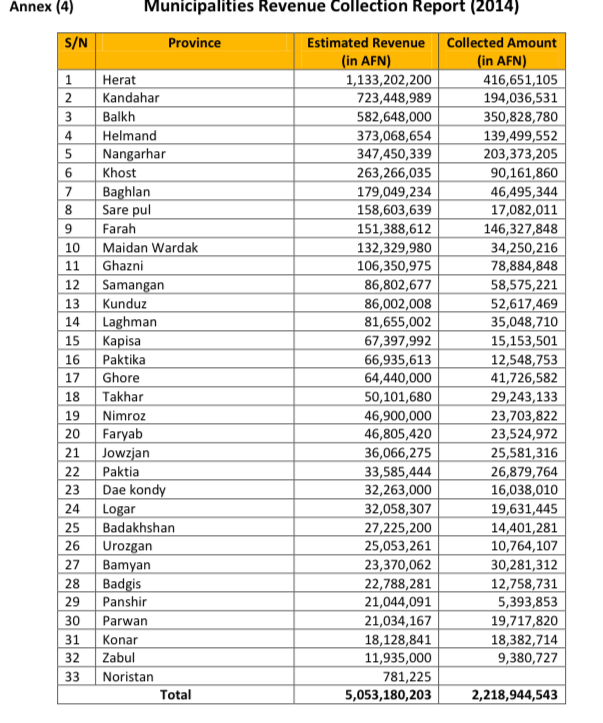 Annex (4) Municipalities Revenue Collection Report (2014)
S/N Province Estimated Revenue (in AFN) Collected Amount (in AFN)
1 Herat 1,133,202,200 416,651,105
2 Kandahar 723,448,989 194,036,531
3 Balkh 582,648,000 350,828,780
4 Helmand 373,068,654 139,499,552
5 Nangarhar 347,450,339 203,373,205
6 Khost 263,266,035 90,161,860
7 Baghlan 179,049,234 46,495,344
8 Sare pul 158,603,639 17,082,011
9 Farah 151,388,612 146,327,848
10 Maidan Wardak 132,329,980 34,250,216
11 Ghazni 106,350,975 78,884,848
12 Samangan 86,802,677 58,575,221
13 Kunduz 86,002,008 52,617,469
14 Laghman 81,655,002 35,048,710
15 Kapisa 67,397,992 15,153,501
16 Paktika 66,935,613 12,548,753
17 Ghore 64,440,000 41,726,582
18 Takhar 50,101,680 29,243,133
19 Nimroz 46,900,000 23,703,822
20 Faryab 46,805,420 23,524,972
21 Jowzjan 36,066,275 25,581,316
22 Paktia 33,585,444 26,879,764
23 Dae kondy 32,263,000 16,038,010
24 Logar 32,058,307 19,631,445
25 Badakhshan 27,225,200 14,401,281
26 Urozgan 25,053,261 10,764,107
27 Bamyan 23,370,062 30,281,312
28 Badgis 22,788,281 12,758,731
29 Panshir 21,044,091 5,393,853
30 Parwan 21,034,167 19,717,820
31 Konar 18,128,841 18,382,714
32 Zabul 11,935,000 9,380,727
33 Noristan 781,225
Total 5,053,180,203 2,218,944,543